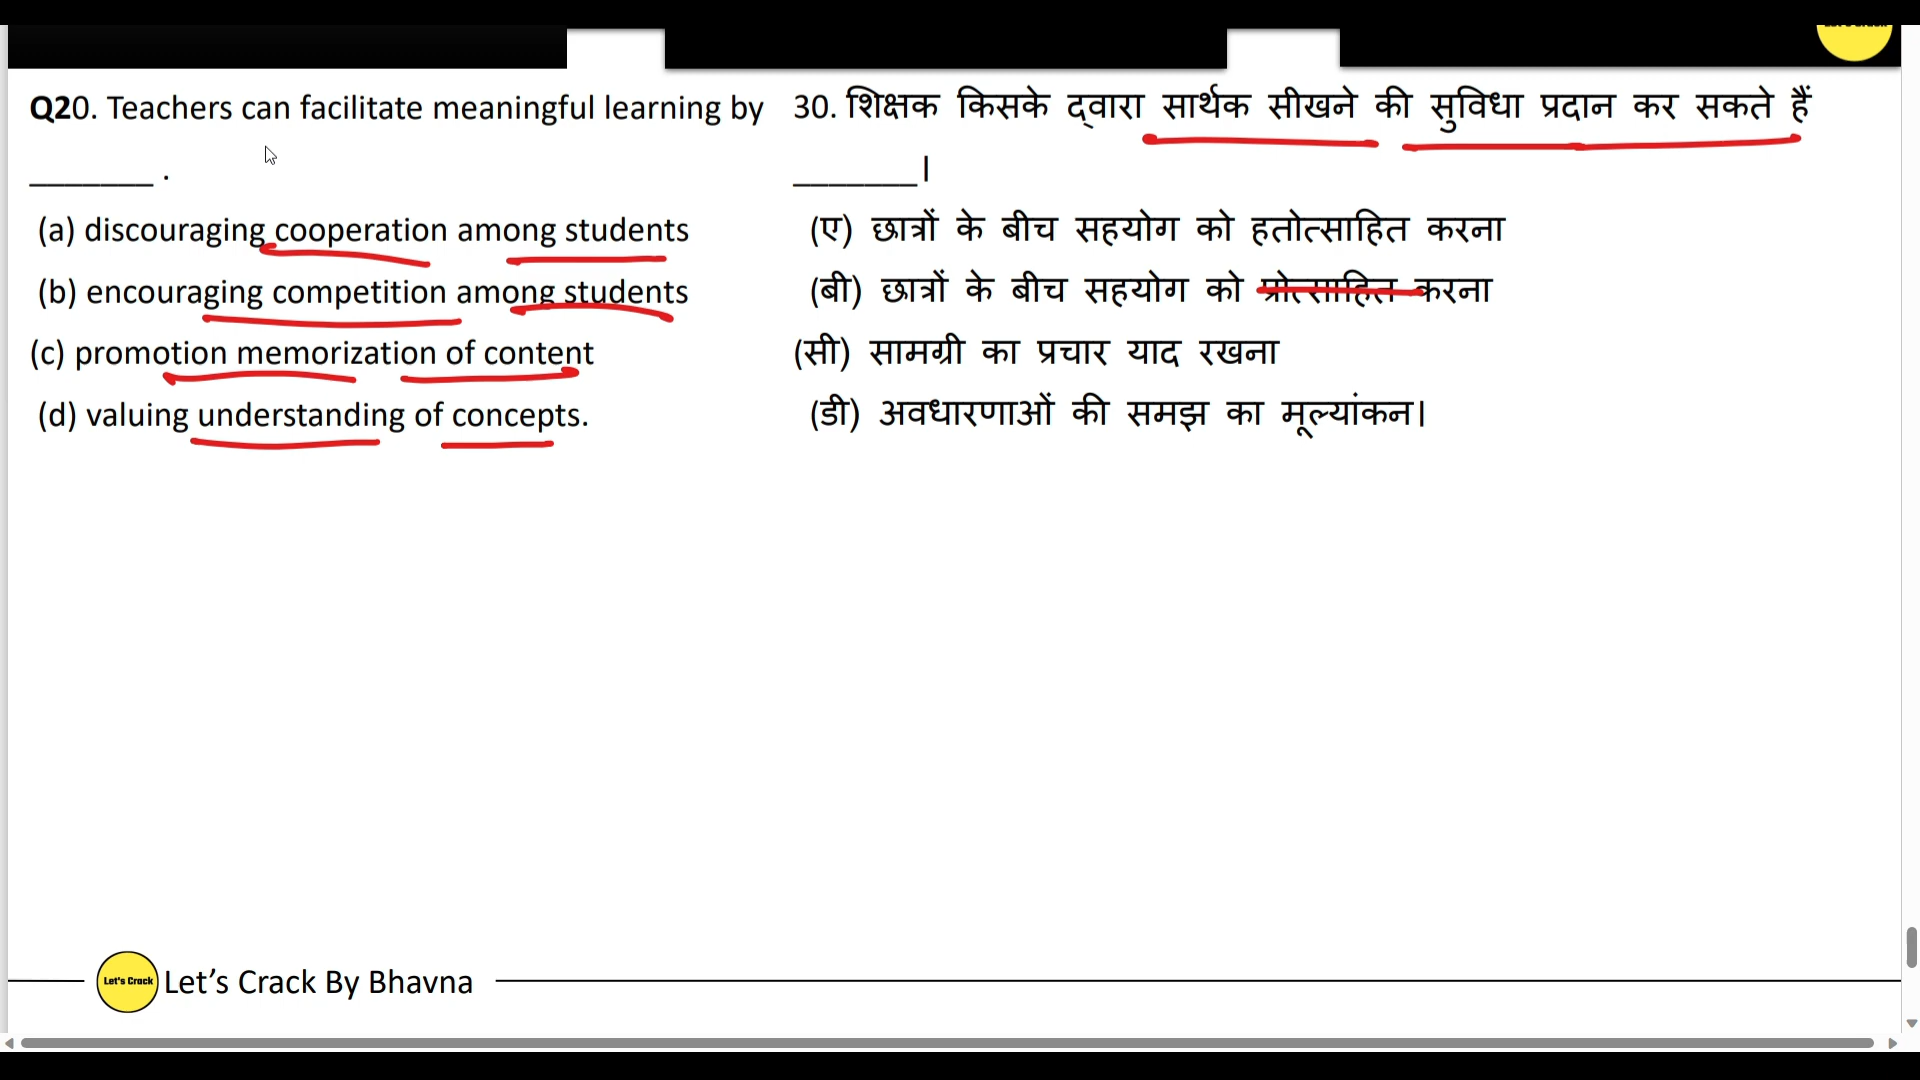 Q20. Teachers can facilitate meaningful learning by
_______ .
(a) discouraging cooperation among students
(b) encouraging competition among students
(c) promotion memorization of content
(d) valuing understanding of concepts.
30. शिक्षक किसके द्वारा सार्थक सीखने की सुविधा प्रदान कर सकते हैं
_______।
(ए) छात्रों के बीच सहयोग को हतोत्साहित करना
(बी) छात्रों के बीच सहयोग को प्रोत्साहित करना
(सी) सामग्री का प्रचार याद रखना
(डी) अवधारणाओं की समझ का मूल्यांकन।
Let's Crack
Let’s Crack By Bhavna